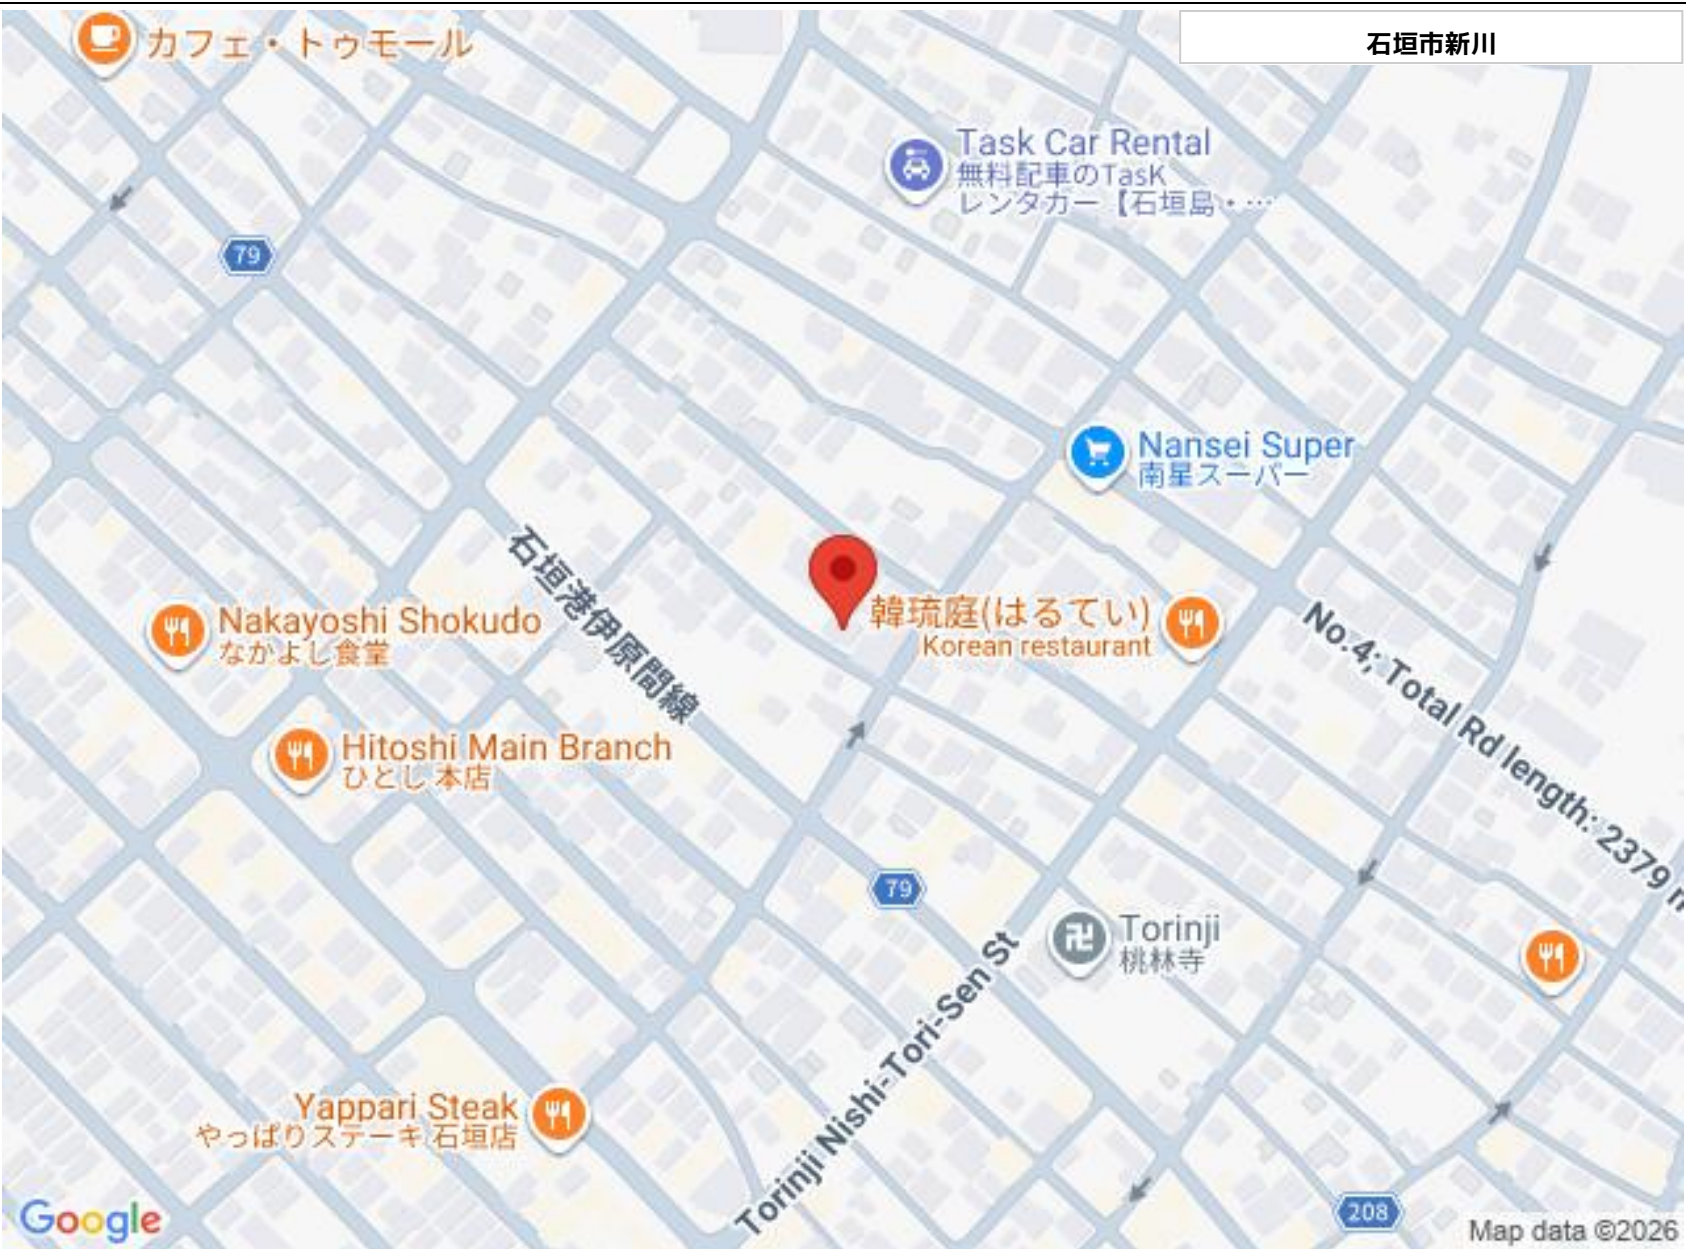 石垣市新川
カフェ・トゥモール
Task Car Rental
無料配車のTasK
レンタカー【石垣島・…
79
Nansei Super
南星スーパー
石垣港伊原間線
韓琉庭(はるてい)
Korean restaurant
Nakayoshi Shokudo
なかよし食堂
No.4; Total Rd length: 2379 m
Hitoshi Main Branch
ひとし 本店
79
Torinji
桃林寺
Torinji Nishi-Tori-Sen St
Yappari Steak
やっぱりステーキ 石垣店
208
Google
Map data ©2026